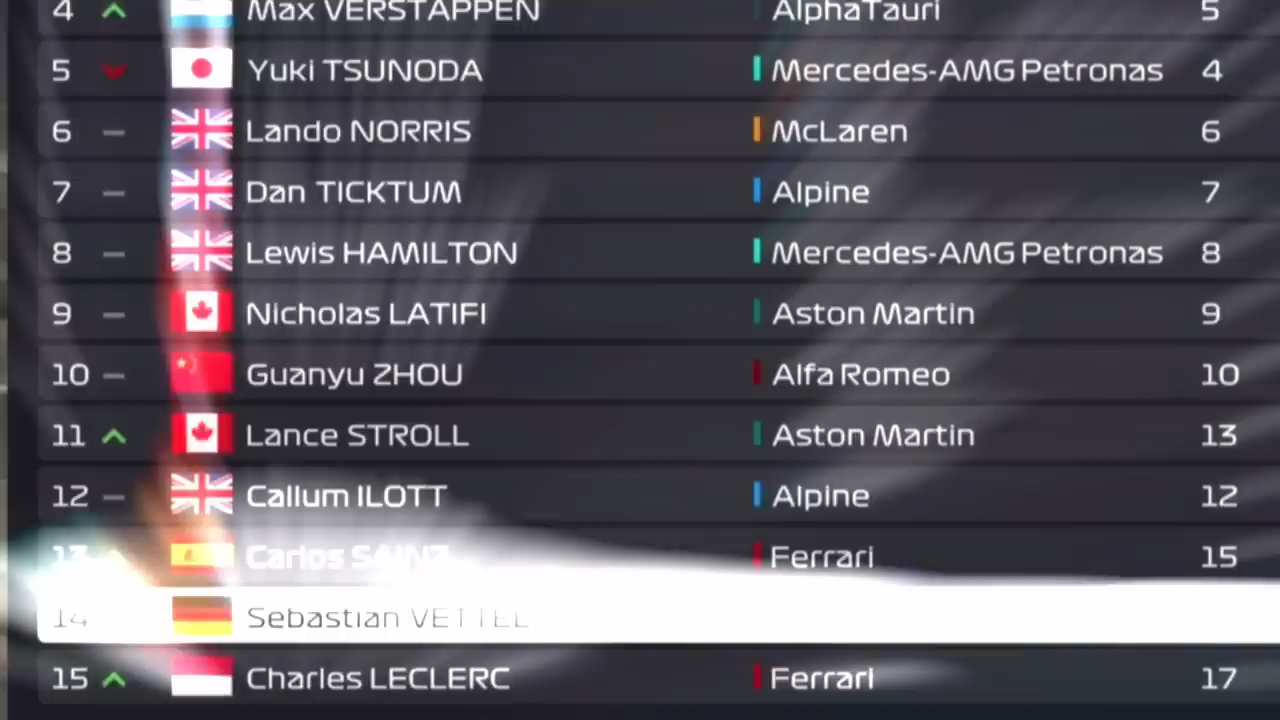 4 Max VERSTAPPEN AlphaTauri 5
5 Yuki TSUNODA Mercedes-AMG Petronas 4
6 Lando NORRIS McLaren 6
7 Dan TICKTUM Alpine 7
8 Lewis HAMILTON Mercedes-AMG Petronas 8
9 Nicholas LATIFI Aston Martin 9
10 Guanyu ZHOU Alfa Romeo 10
11 Lance STROLL Aston Martin 13
12 Callum ILOTT Alpine 12
13 Carlos SAINZ Ferrari 15
14 Sebastian VETTEL
15 Charles LECLERC Ferrari 17